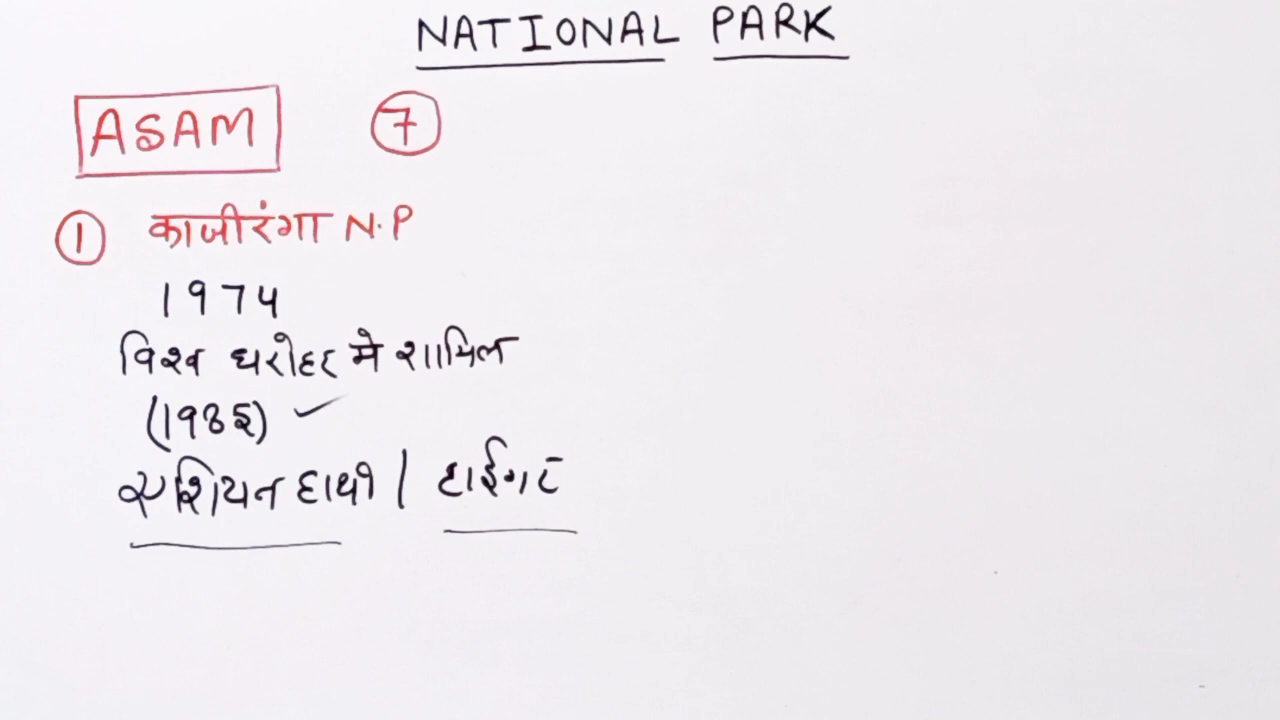 NATIONAL PARK
ASAM 7
1 काजीरंगा N.P
1974
विश्व धरोहर मे शामिल
(1985)
एशियन हाथी / टाईगर